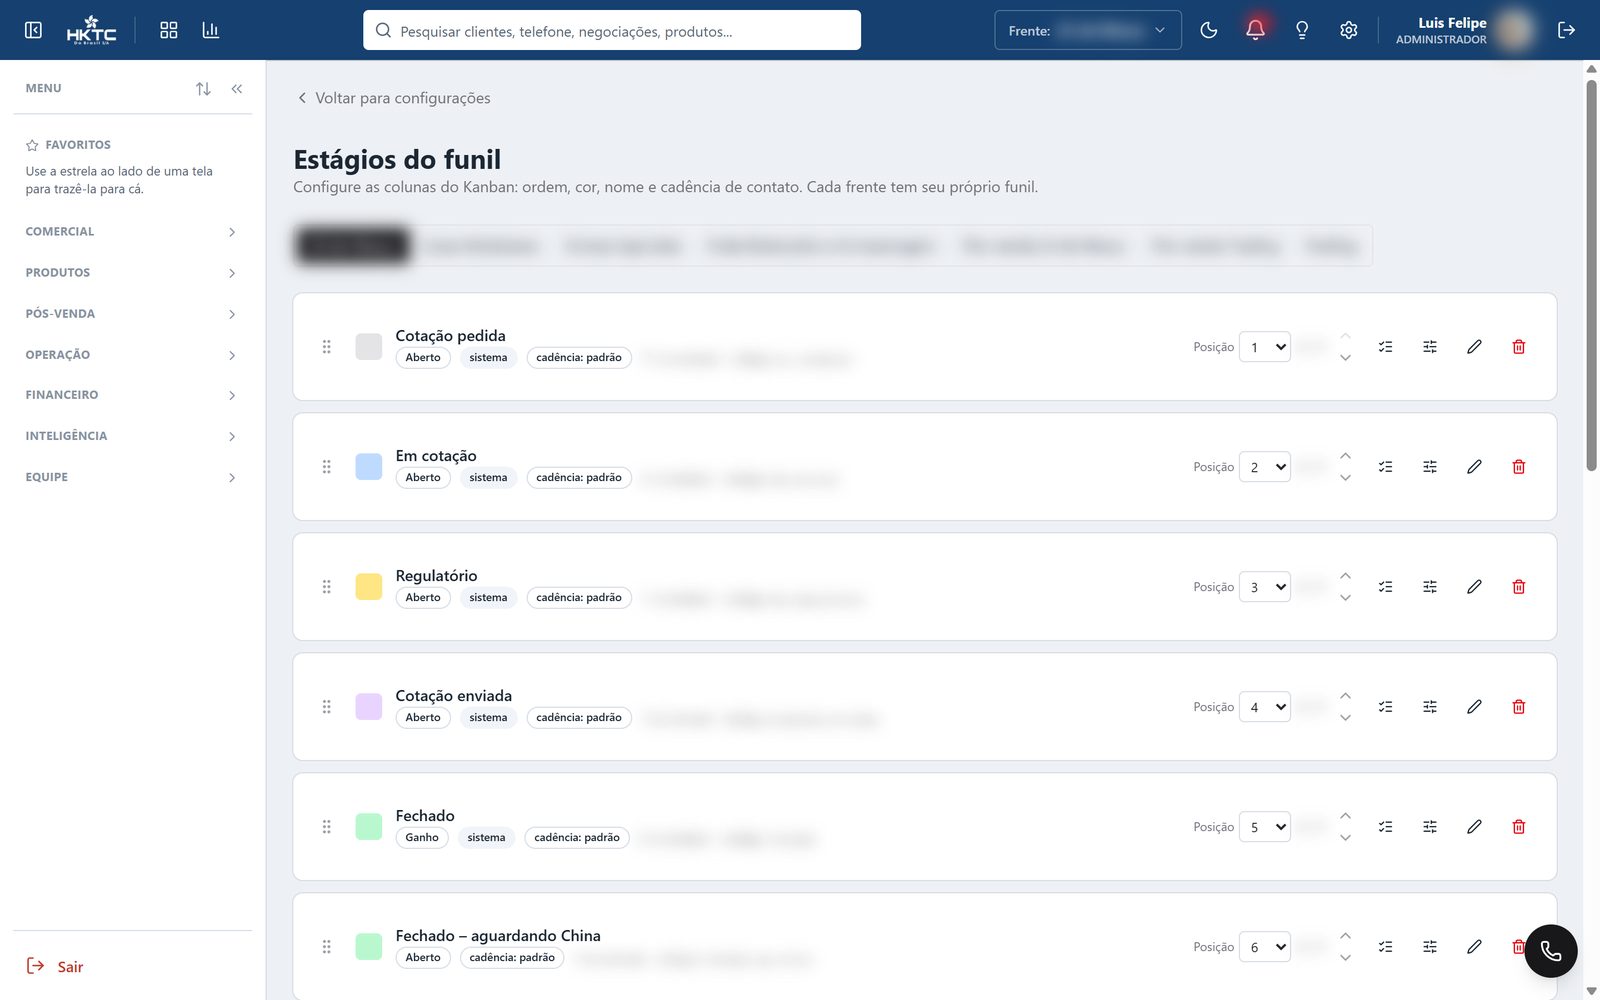 HKTC
Do Brasil SA
Pesquisar clientes, telefone, negociações, produtos...
Frente:
Luis Felipe
ADMINISTRADOR
MENU
FAVORITOS
Use a estrela ao lado de uma tela
para trazê-la para cá.
COMERCIAL
PRODUTOS
PÓS-VENDA
OPERAÇÃO
FINANCEIRO
INTELIGÊNCIA
EQUIPE
Sair
Voltar para configurações
Estágios do funil
Configure as colunas do Kanban: ordem, cor, nome e cadência de contato. Cada frente tem seu próprio funil.
Cotação pedida
Aberto sistema cadência: padrão
Posição 1
Em cotação
Aberto sistema cadência: padrão
Posição 2
Regulatório
Aberto sistema cadência: padrão
Posição 3
Cotação enviada
Aberto sistema cadência: padrão
Posição 4
Fechado
Ganho sistema cadência: padrão
Posição 5
Fechado – aguardando China
Aberto cadência: padrão
Posição 6